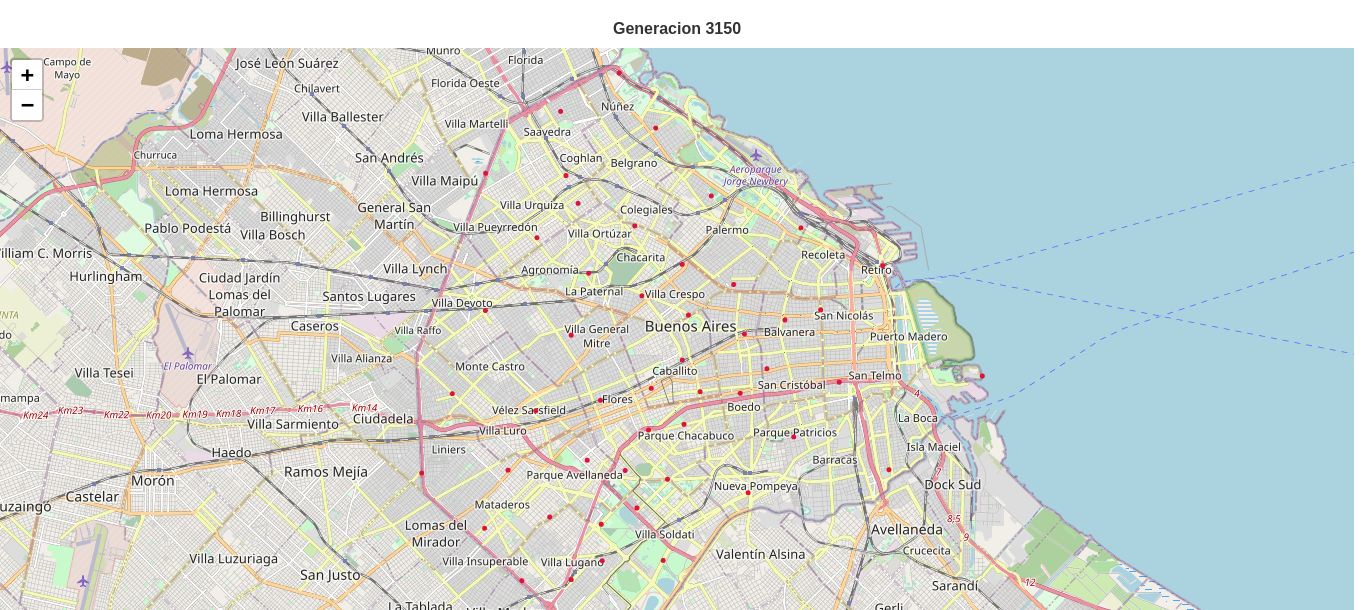 Generacion 3150
Munro
Florida
Campo de
Mayo
José León Suárez
Chilavert
Florida Oeste
+
−
Núñez
Villa Ballester
Villa Martelli
Saavedra
Loma Hermosa
Churruca
San Andrés
Coghlan
Belgrano
Aeroparque
Jorge Newbery
Villa Maipú
Loma Hermosa
General San
Martín
Villa Urquiza
Colegiales
Billinghurst
Pablo Podestá
Villa Bosch
Villa Pueyrredón
Villa Ortúzar
Palermo
William C. Morris
Chacarita
Recoleta
Hurlingham
Ciudad Jardín
Lomas del
Palomar
Villa Lynch
Agronomía
Retiro
Santos Lugares
La Paternal
Villa Crespo
Villa Devoto
San Nicolás
Caseros
Villa Raffo
Villa General
Mitre
Buenos Aires
Balvanera
Puerto Madero
Villa Alianza
El Palomar
Monte Castro
Caballito
Villa Tesei
El Palomar
San Cristóbal
San Telmo
Km24
Km23
Km22
Km20
Km19
Km18
Km17
Km16
Km14
4
Flores
Boedo
Vélez Sarsfield
La Boca
Villa Sarmiento
Ciudadela
Villa Luro
Parque Chacabuco
Parque Patricios
Isla Maciel
Haedo
Liniers
Barracas
Ramos Mejía
Parque Avellaneda
7
Morón
Nueva Pompeya
Dock Sud
Castelar
Mataderos
8,5
Lomas del
Mirador
Villa Soldati
Avellaneda
9
Crucecita
Villa Luzuriaga
Villa Insuperable
Villa Lugano
Valentín Alsina
San Justo
12
Sarandí
La Tablada
Gerli